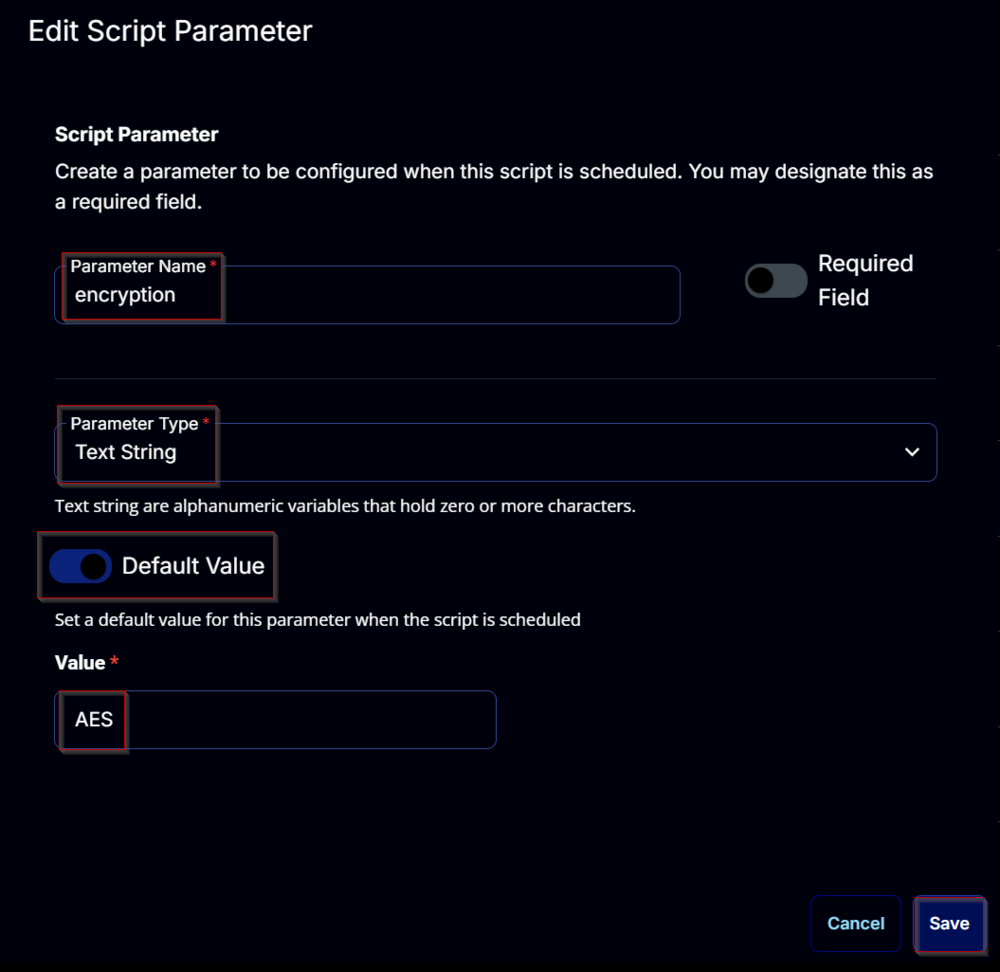 Edit Script Parameter
Script Parameter
Create a parameter to be configured when this script is scheduled. You may designate this as
a required field.
Parameter Name *
encryption
Required
Field
Parameter Type *
Text String
Text string are alphanumeric variables that hold zero or more characters.
Default Value
Set a default value for this parameter when the script is scheduled
Value *
AES
Cancel
Save